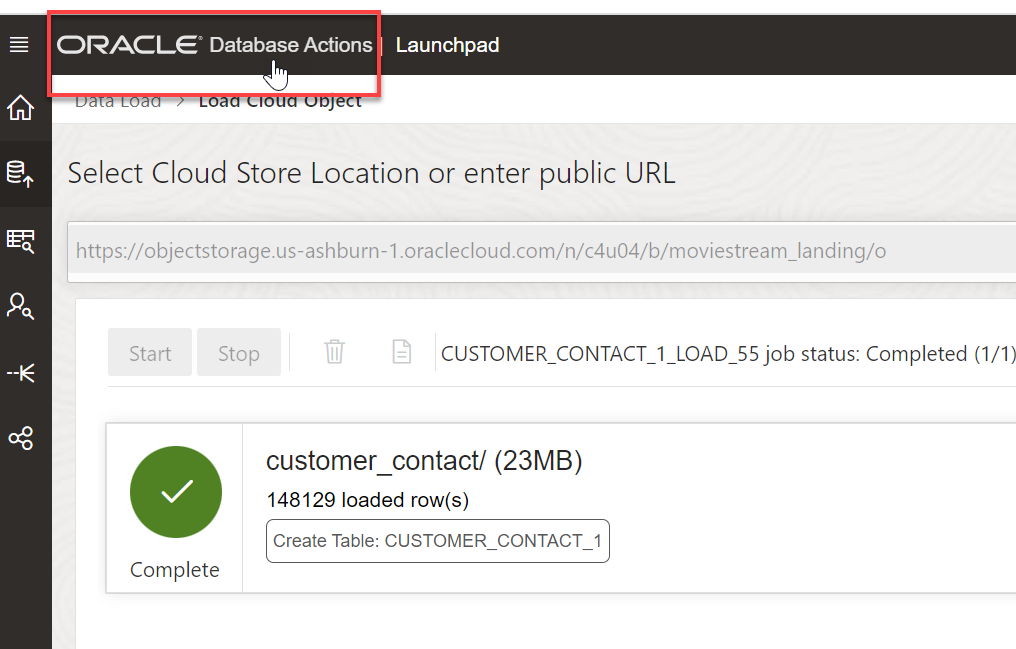 ORACLE® Database Actions | Launchpad
Data Load > Load Cloud Object
Select Cloud Store Location or enter public URL
https://objectstorage.us-ashburn-1.oraclecloud.com/n/c4u04/b/moviestream_landing/o
Start Stop CUSTOMER_CONTACT_1_LOAD_55 job status: Completed (1/1)
customer_contact/ (23MB)
148129 loaded row(s)
Create Table: CUSTOMER_CONTACT_1
Complete